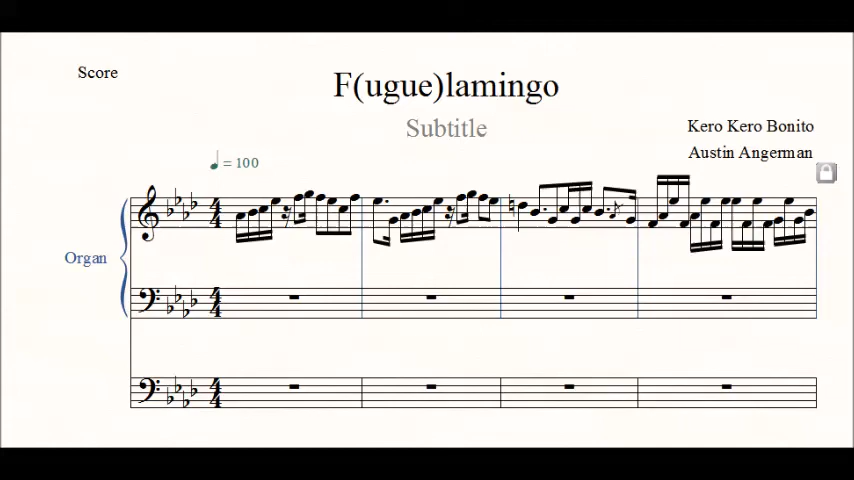 Score
F(ugue)lamingo
Subtitle
Kero Kero Bonito
Austin Angerman
= 100
Organ